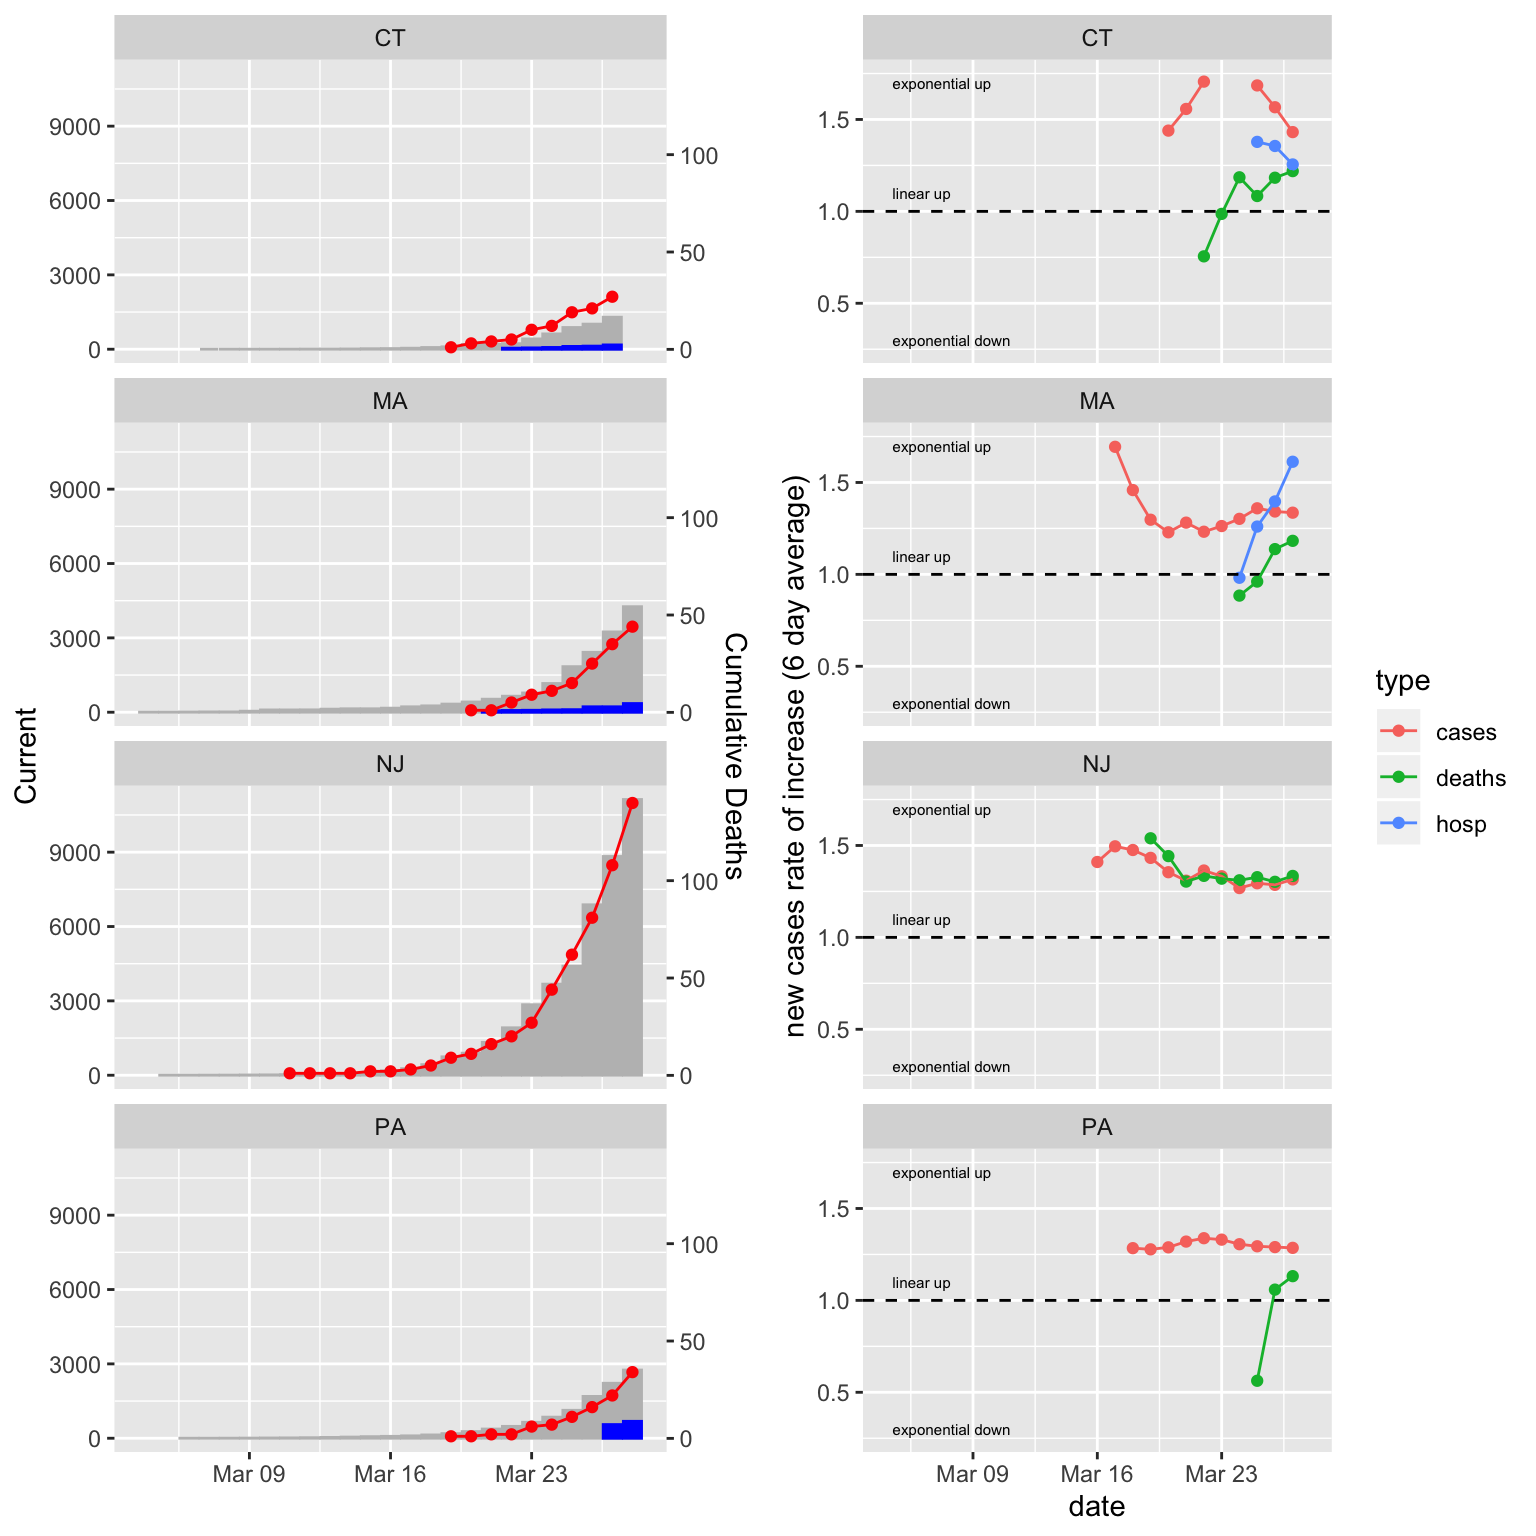 CT
9000
6000
3000
0
100
50
0
MA
9000
6000
3000
0
100
50
0
NJ
9000
6000
3000
0
100
50
0
PA
9000
6000
3000
0
100
50
0
Mar 09 Mar 16 Mar 23
Current
Cumulative Deaths
CT
1.5
1.0
0.5
exponential up
linear up
exponential down
MA
1.5
1.0
0.5
exponential up
linear up
exponential down
NJ
1.5
1.0
0.5
exponential up
linear up
exponential down
PA
1.5
1.0
0.5
exponential up
linear up
exponential down
Mar 09 Mar 16 Mar 23
date
new cases rate of increase (6 day average)
type
cases
deaths
hosp